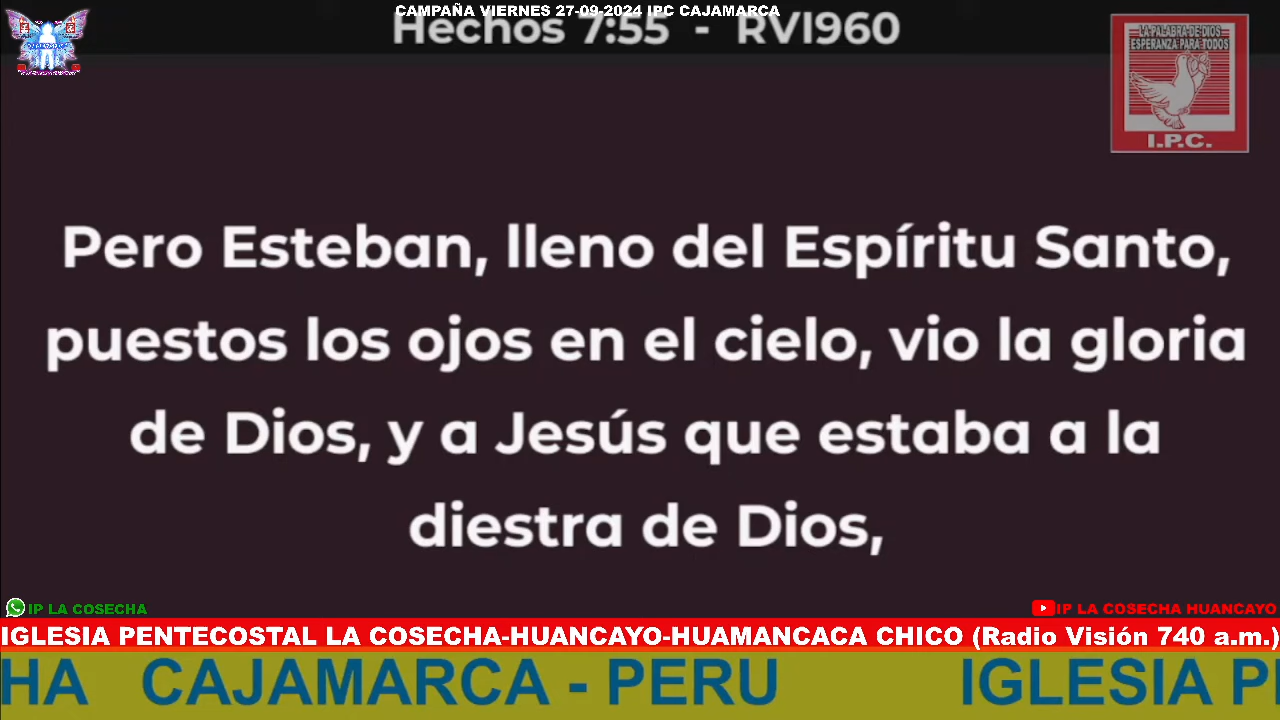 CAMPAÑA VIERNES 27-09-2024 IPC CAJAMARCA
Hechos 7:55 - RVI960
LA PALABRA DE DIOS
ESPERANZA PARA TODOS
I.P.C.
Pero Esteban, lleno del Espíritu Santo,
puestos los ojos en el cielo, vio la gloria
de Dios, y a Jesús que estaba a la
diestra de Dios,
IP LA COSECHA
IP LA COSECHA HUANCAYO
IGLESIA PENTECOSTAL LA COSECHA-HUANCAYO-HUAMANCACA CHICO (Radio Visión 740 a.m.)
HA CAJAMARCA - PERU IGLESIA PE